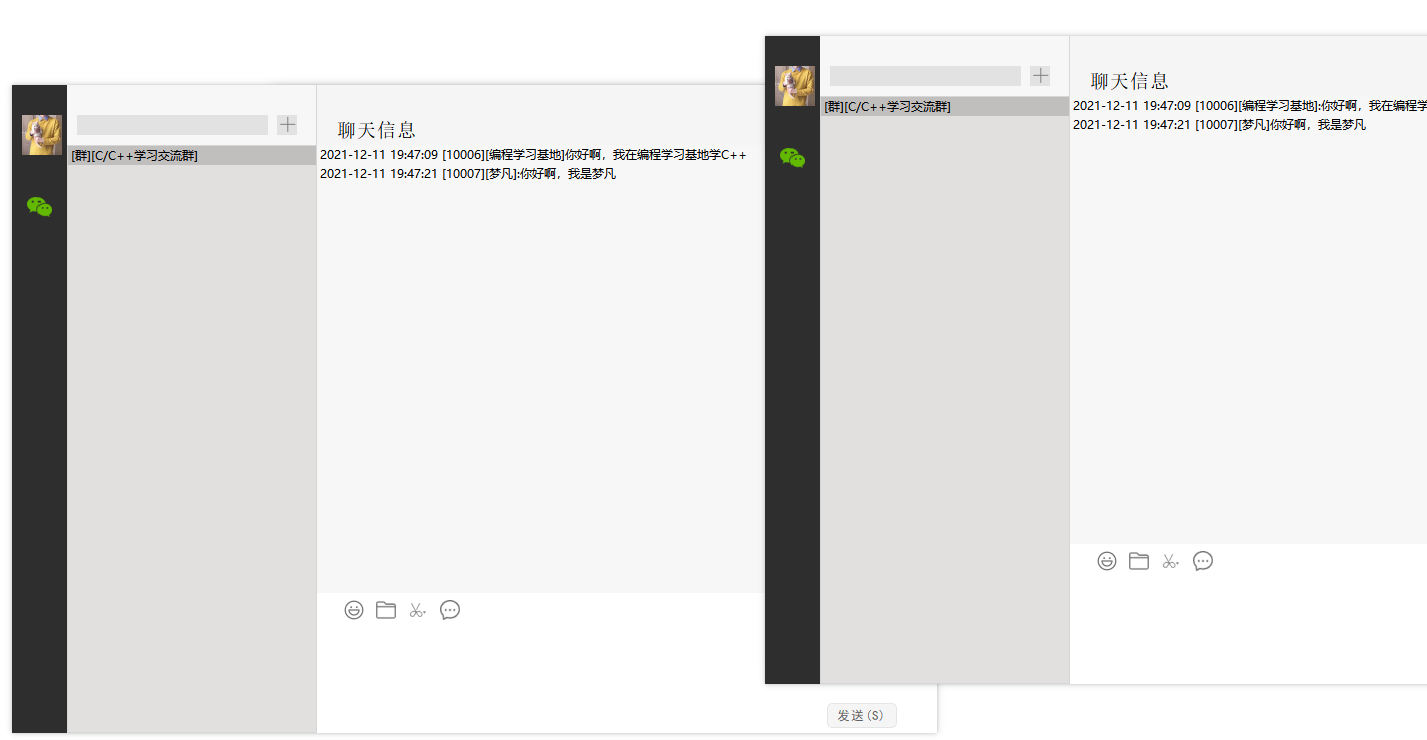 聊天信息
[群][C/C++学习交流群]
2021-12-11 19:47:09 [10006][编程学习基地]你好啊，我在编程学习基地学C++
2021-12-11 19:47:21 [10007][梦凡]:你好啊，我是梦凡
发送(S)
聊天信息
[群][C/C++学习交流群]
2021-12-11 19:47:09 [10006][编程学习基地]:你好啊，我在编程学
2021-12-11 19:47:21 [10007][梦凡]你好啊，我是梦凡